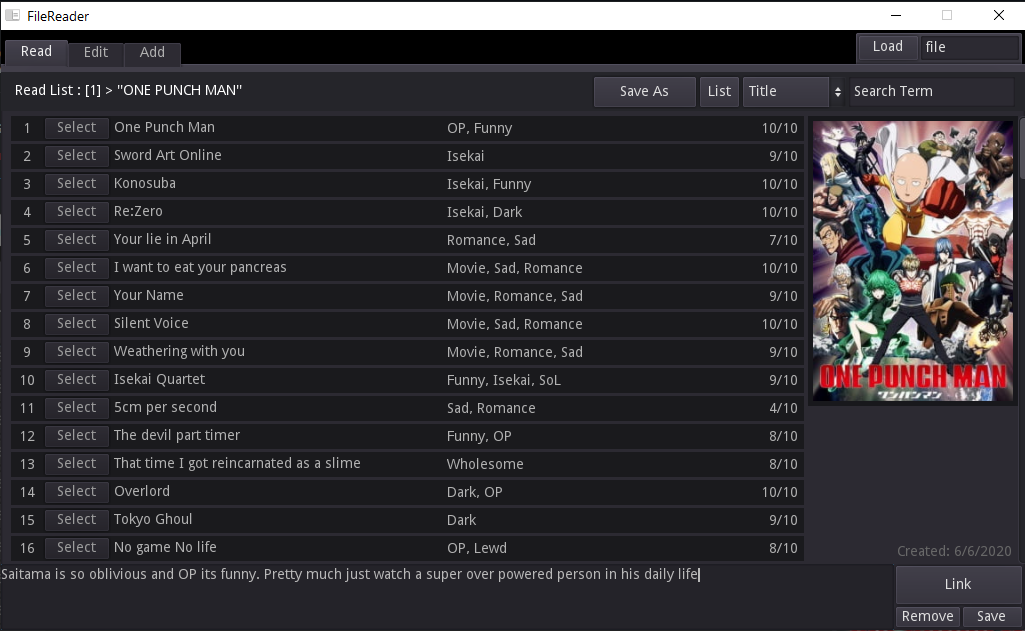 FileReader
Read Edit Add Load file
Read List : [1] > "ONE PUNCH MAN" Save As List Title Search Term
1 Select One Punch Man OP, Funny 10/10
2 Select Sword Art Online Isekai 9/10
3 Select Konosuba Isekai, Funny 10/10
4 Select Re:Zero Isekai, Dark 10/10
5 Select Your lie in April Romance, Sad 7/10
6 Select I want to eat your pancreas Movie, Sad, Romance 10/10
7 Select Your Name Movie, Romance, Sad 9/10
8 Select Silent Voice Movie, Sad, Romance 10/10
9 Select Weathering with you Movie, Romance, Sad 9/10
10 Select Isekai Quartet Funny, Isekai, SoL 9/10
11 Select 5cm per second Sad, Romance 4/10
12 Select The devil part timer Funny, OP 8/10
13 Select That time I got reincarnated as a slime Wholesome 8/10
14 Select Overlord Dark, OP 10/10
15 Select Tokyo Ghoul Dark 9/10
16 Select No game No life OP, Lewd 8/10
ONE PUNCH MAN
ワンパンマン
Created: 6/6/2020
Saitama is so oblivious and OP its funny. Pretty much just watch a super over powered person in his daily life
Link
Remove Save